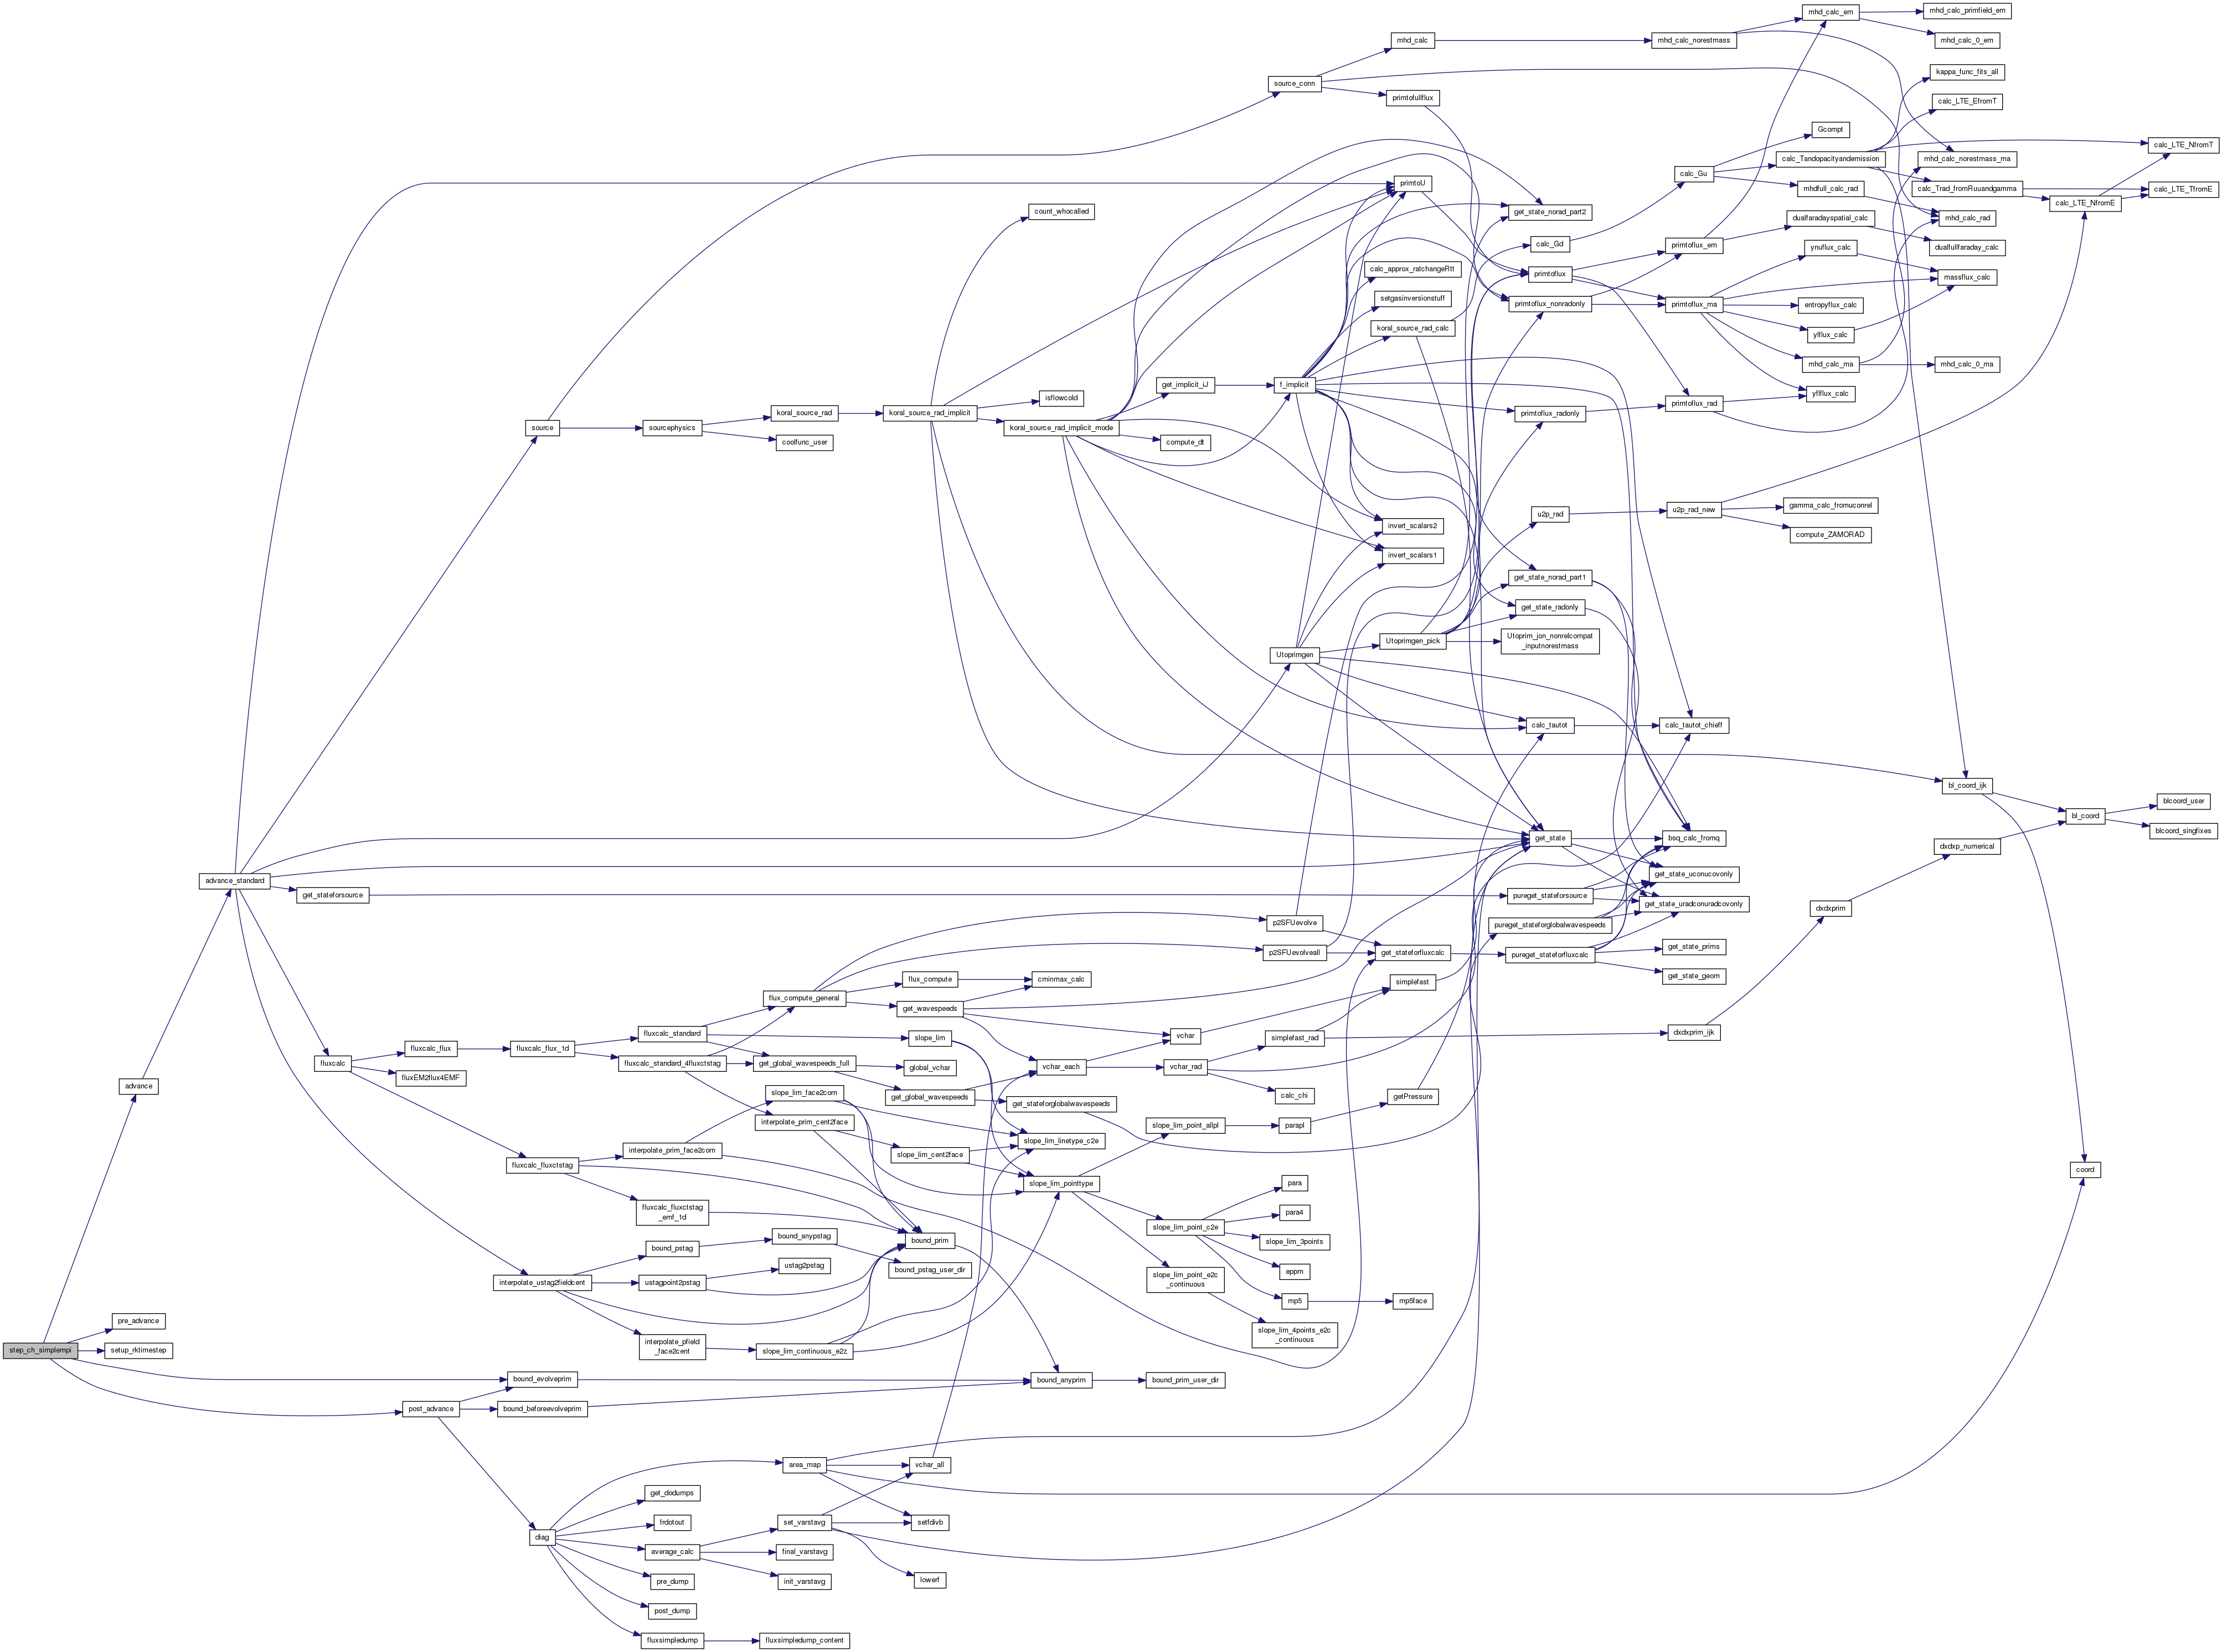 mhd_calc_em
mhd_calc_primfield_em
mhd_calc
mhd_calc_norestmass
mhd_calc_0_em
source_conn
kappa_func_fits_all
primtofullflux
calc_LTE_EfromT
Gcompt
calc_LTE_NfromT
calc_Tandopacityandemission
mhd_calc_norestmass_ma
calc_Gu
primtoU
mhdfull_calc_rad
calc_Trad_fromRuuandgamma
calc_LTE_TfromE
calc_LTE_NfromE
count_whocalled
get_state_norad_part2
dualfaradayspatial_calc
mhd_calc_rad
calc_Gd
primtoflux_em
ynuflux_calc
dualfullfaraday_calc
calc_approx_ratchangeRtt
primtoflux
massflux_calc
setgasinversionstuff
primtoflux_nonradonly
primtoflux_ma
entropyflux_calc
koral_source_rad_calc
ylflux_calc
mhd_calc_ma
mhd_calc_0_ma
get_implicit_iJ
f_implicit
yflflux_calc
isflowcold
primtoflux_rad
koral_source_rad
koral_source_rad_implicit
primtoflux_radonly
source
sourcephysics
koral_source_rad_implicit_mode
coolfunc_user
compute_dt
gamma_calc_fromuconrel
u2p_rad
u2p_rad_new
invert_scalars2
compute_ZAMORAD
invert_scalars1
get_state_norad_part1
get_state_radonly
Utoprimgen_pick
Utoprim_jon_nonrelcompat
_inputnorestmass
Utoprimgen
calc_tautot
calc_tautot_chieff
bl_coord_ijk
blcoord_user
bl_coord
blcoord_singfixes
get_state
bsq_calc_fromq
dxdxp_numerical
get_state_uconucovonly
advance_standard
get_stateforsource
pureget_stateforsource
get_state_uradconuradcovonly
dxdxprim
p2SFUevolve
pureget_stateforglobalwavespeeds
get_state_prims
p2SFUevolveall
get_stateforfluxcalc
pureget_stateforfluxcalc
get_state_geom
flux_compute
cminmax_calc
simplefast
flux_compute_general
get_wavespeeds
fluxcalc_standard
slope_lim
vchar
simplefast_rad
dxdxprim_ijk
fluxcalc_flux
fluxcalc_flux_1d
fluxcalc
fluxcalc_standard_4fluxctstag
get_global_wavespeeds_full
global_vchar
vchar_each
vchar_rad
fluxEM2flux4EMF
advance
slope_lim_face2corn
get_global_wavespeeds
get_stateforglobalwavespeeds
calc_chi
getPressure
interpolate_prim_cent2face
slope_lim_point_allpl
parapl
slope_lim_linetype_c2e
interpolate_prim_face2corn
slope_lim_cent2face
fluxcalc_fluxctstag
coord
slope_lim_pointtype
para
fluxcalc_fluxctstag
_emf_1d
para4
slope_lim_point_c2e
bound_anypstag
bound_prim
slope_lim_3points
bound_pstag
ustag2pstag
bound_pstag_user_dir
eppm
interpolate_ustag2fieldcent
ustagpoint2pstag
slope_lim_point_e2c
_continuous
mp5
mp5face
pre_advance
slope_lim_4points_e2c
_continuous
step_ch_simplempi
setup_rktimestep
interpolate_pfield
_face2cent
slope_lim_continuous_e2z
bound_evolveprim
bound_anyprim
bound_prim_user_dir
post_advance
bound_beforeevolveprim
area_map
vchar_all
get_dodumps
frdotout
set_varstavg
setfdivb
diag
average_calc
final_varstavg
pre_dump
init_varstavg
lowerf
post_dump
fluxsimpledump
fluxsimpledump_content